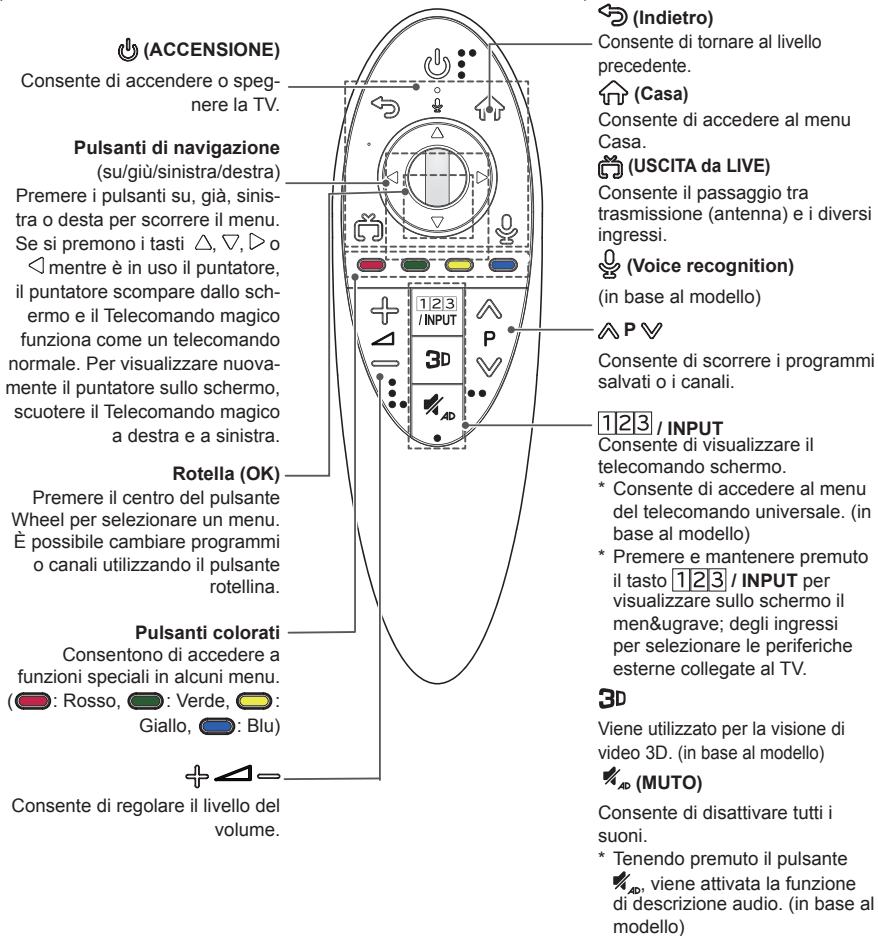 (ACCENSIONE)
Consente di accendere o speg-
nere la TV.
Pulsanti di navigazione
(su/giù/sinistra/destra)
Premere i pulsanti su, già, sinis-
tra o desta per scorrere il menu.
Se si premono i tasti △, ▽, ▷ o
◁ mentre è in uso il puntatore,
il puntatore scompare dallo sch-
ermo e il Telecomando magico
funziona come un telecomando
normale. Per visualizzare nuova-
mente il puntatore sullo schermo,
scuotere il Telecomando magico
a destra e a sinistra.
Rotella (OK)
Premere il centro del pulsante
Wheel per selezionare un menu.
È possibile cambiare programmi
o canali utilizzando il pulsante
rotellina.
Pulsanti colorati
Consentono di accedere a
funzioni speciali in alcuni menu.
( : Rosso, : Verde, :
Giallo, : Blu)
Consente di regolare il livello del
volume.
123
/ INPUT
P
3D
AD
(Indietro)
Consente di tornare al livello
precedente.
(Casa)
Consente di accedere al menu
Casa.
(USCITA da LIVE)
Consente il passaggio tra
trasmissione (antenna) e i diversi
ingressi.
(Voice recognition)
(in base al modello)
P
Consente di scorrere i programmi
salvati o i canali.
123 / INPUT
Consente di visualizzare il
telecomando schermo.
* Consente di accedere al menu
del telecomando universale. (in
base al modello)
* Premere e mantenere premuto
il tasto 123 / INPUT per
visualizzare sullo schermo il
men&ugrave; degli ingressi
per selezionare le periferiche
esterne collegate al TV.
3D
Viene utilizzato per la visione di
video 3D. (in base al modello)
AD (MUTO)
Consente di disattivare tutti i
suoni.
* Tenendo premuto il pulsante
AD, viene attivata la funzione
di descrizione audio. (in base al
modello)